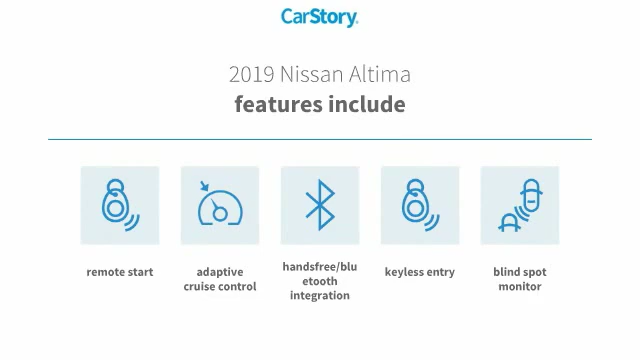 CarStory
2019 Nissan Altima
features include
remote start
adaptive
cruise control
handsfree/blu
etooth
integration
keyless entry
blind spot
monitor